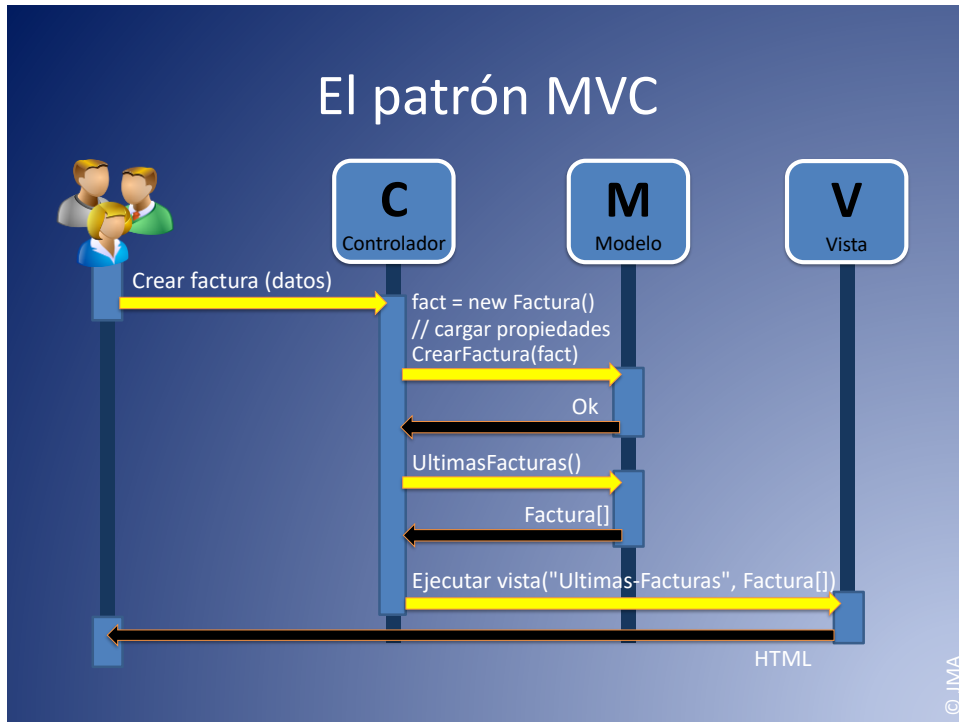 El patrón MVC
C
Controlador
M
Modelo
V
Vista
Crear factura (datos)
fact = new Factura()
// cargar propiedades
CrearFactura(fact)
Ok
UltimasFacturas()
Factura[]
Ejecutar vista("Ultimas-Facturas", Factura[])
HTML
© JMA